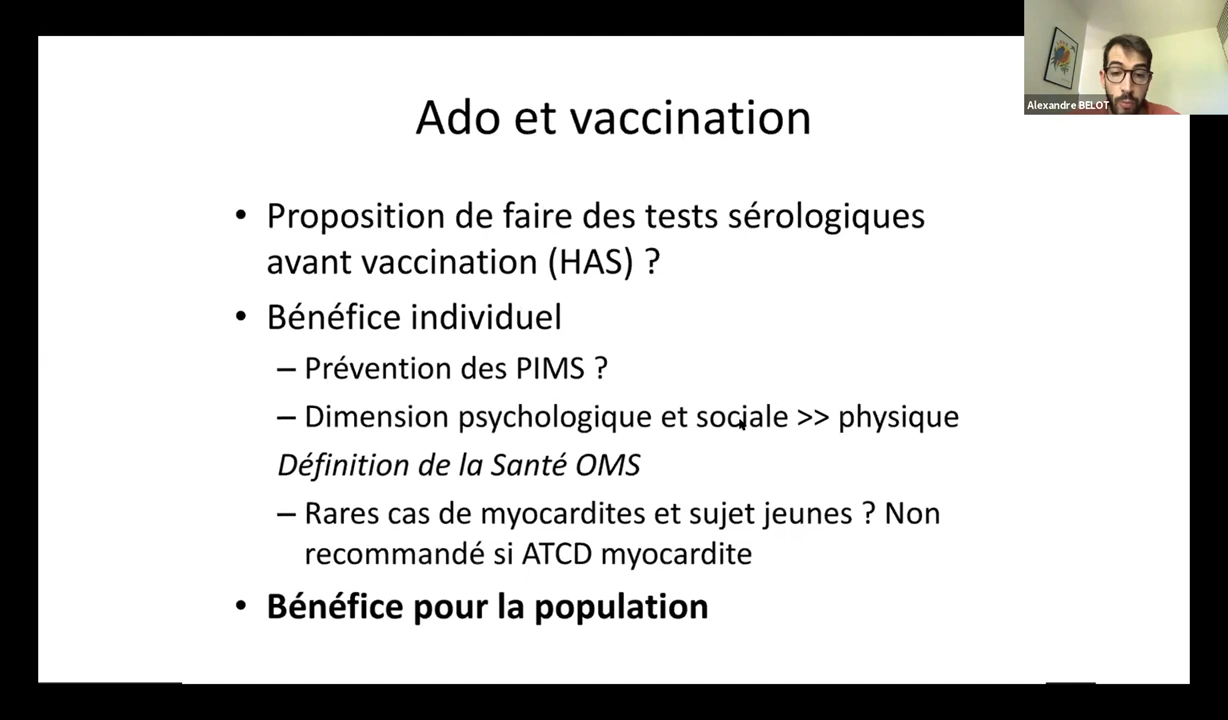 Alexandre BELOT
Ado et vaccination
• Proposition de faire des tests sérologiques
avant vaccination (HAS) ?
• Bénéfice individuel
– Prévention des PIMS ?
– Dimension psychologique et sociale >> physique
Définition de la Santé OMS
– Rares cas de myocardites et sujet jeunes ? Non
recommandé si ATCD myocardite
• Bénéfice pour la population